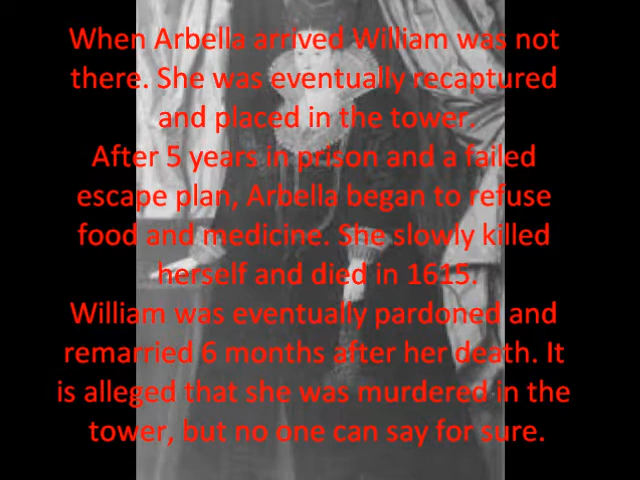 When Arbella arrived William was not
there. She was eventually recaptured
and placed in the tower.
After 5 years in prison and a failed
escape plan, Arbella began to refuse
food and medicine. She slowly killed
herself and died in 1615.
William was eventually pardoned and
remarried 6 months after her death. It
is alleged that she was murdered in the
tower, but no one can say for sure.